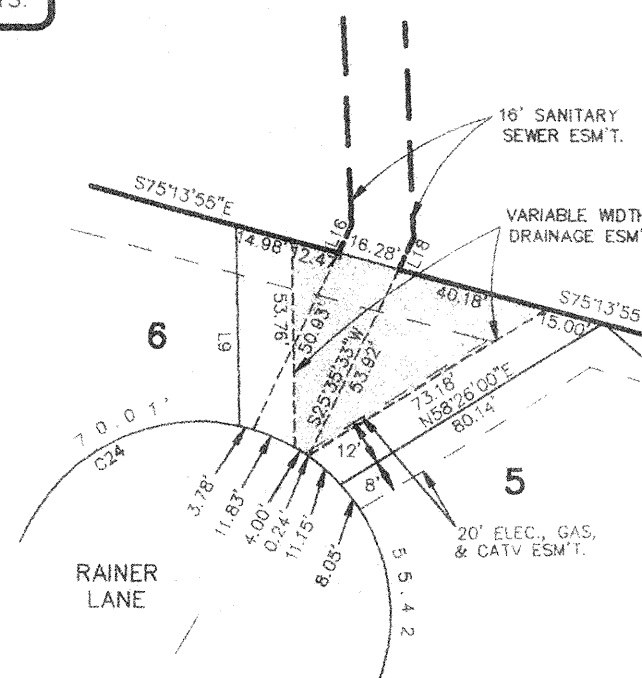 YS.
16' SANITARY
SEWER ESM'T.
S75°13'55"E
L16
14.98'
2.47'
16.28'
L18
VARIABLE WIDTH
DRAINAGE ESM'
40.18'
S75°13'55
15.00'
6
L9
53.76'
50.93'
S25°35'33"W
53.92'
73.18'
N58°26'00"E
80.14'
70.01'
C24
12'
8'
5
3.78'
11.83'
4.00'
0.24'
11.15'
8.05'
20' ELEC., GAS,
& CATV ESM'T.
RAINER
LANE
55.42